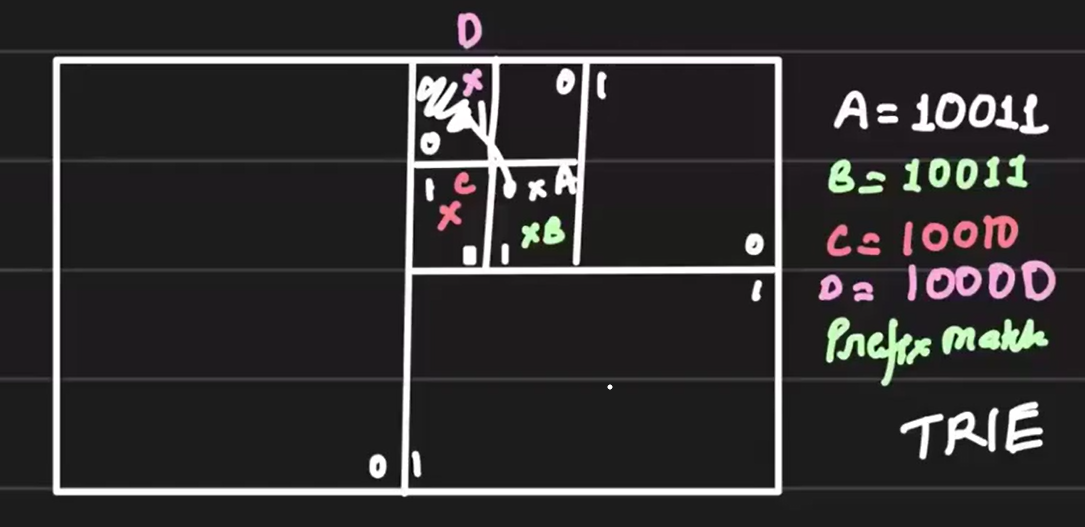 D
0 1
0
1 C A
B
0 1
0
1
0 1
A = 10011
B = 10011
C = 10010
D = 10000
Prefix match
TRIE